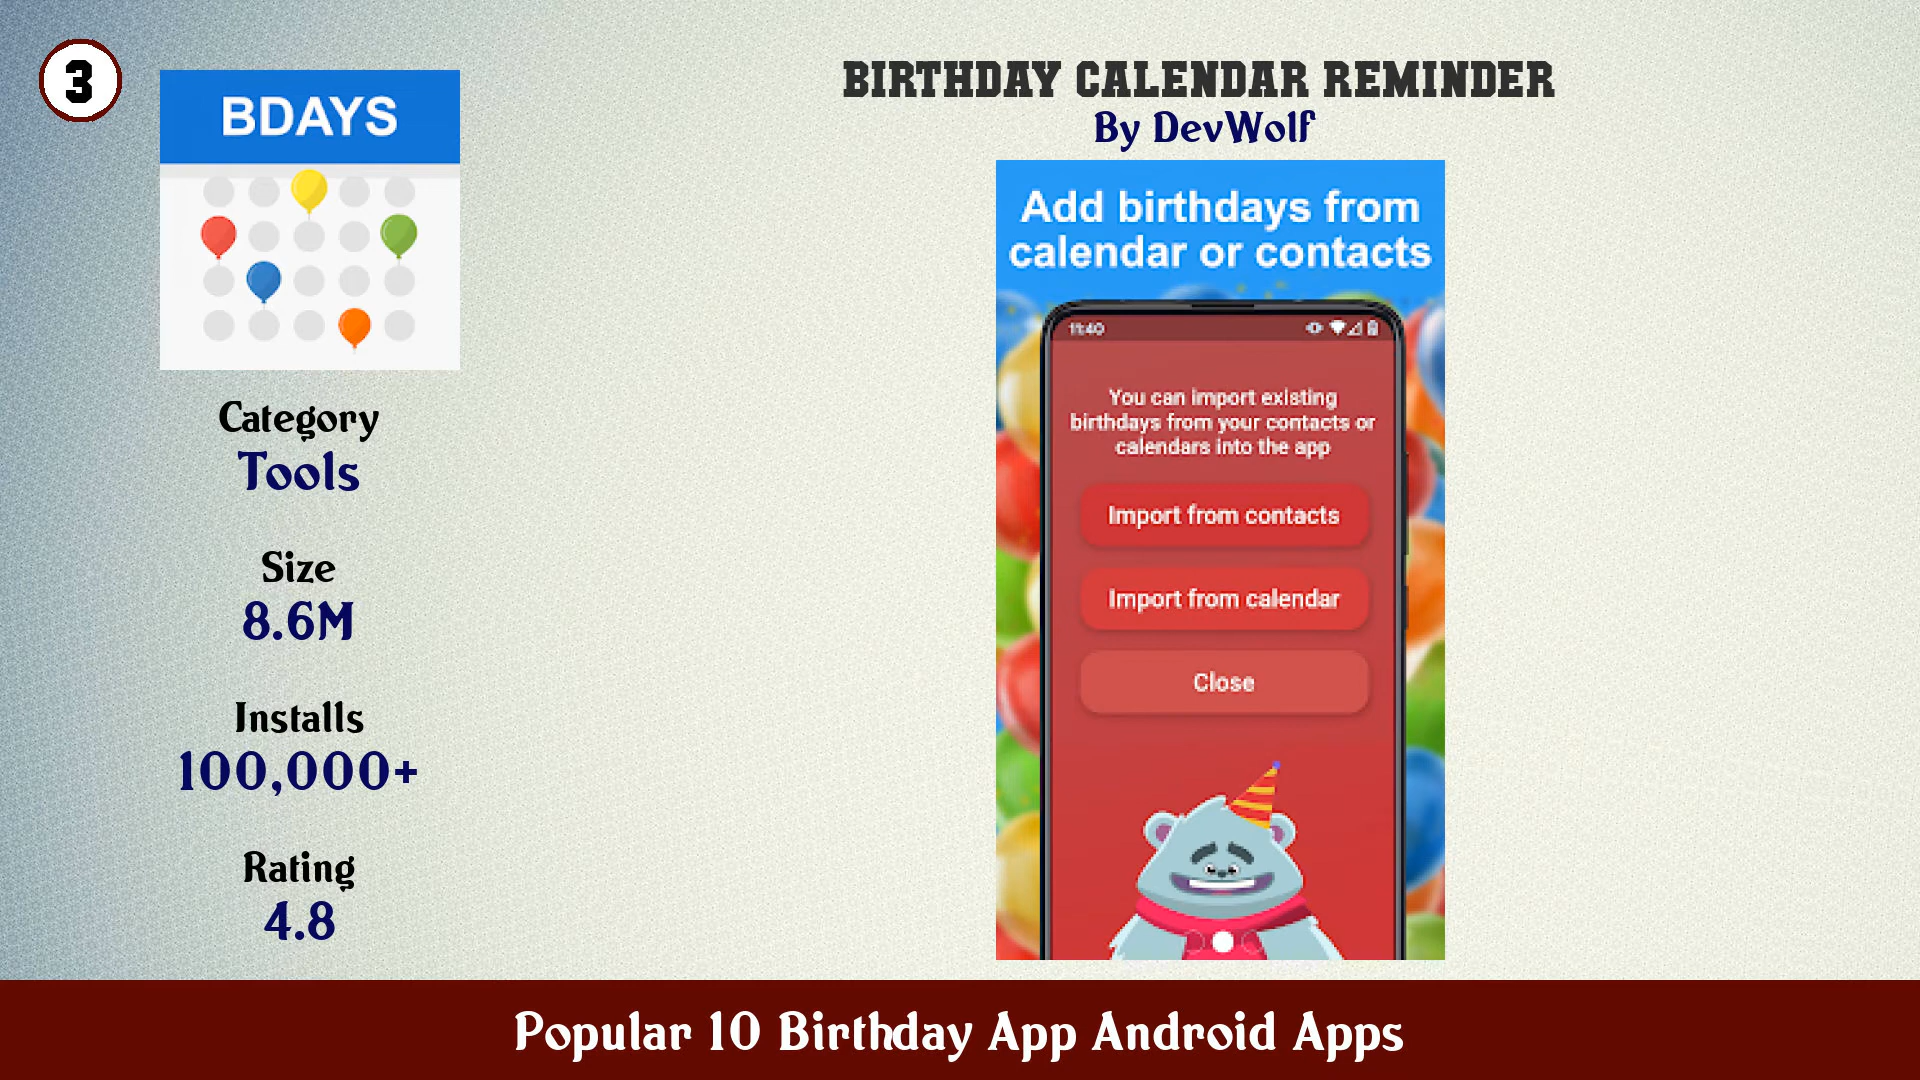 3
BDAYS
Category
Tools
Size
8.6M
Installs
100,000+
Rating
4.8
BIRTHDAY CALENDAR REMINDER
By DevWolf
Add birthdays from
calendar or contacts
11:40
You can import existing
birthdays from your contacts or
calendars into the app
Import from contacts
Import from calendar
Close
Popular 10 Birthday App Android Apps